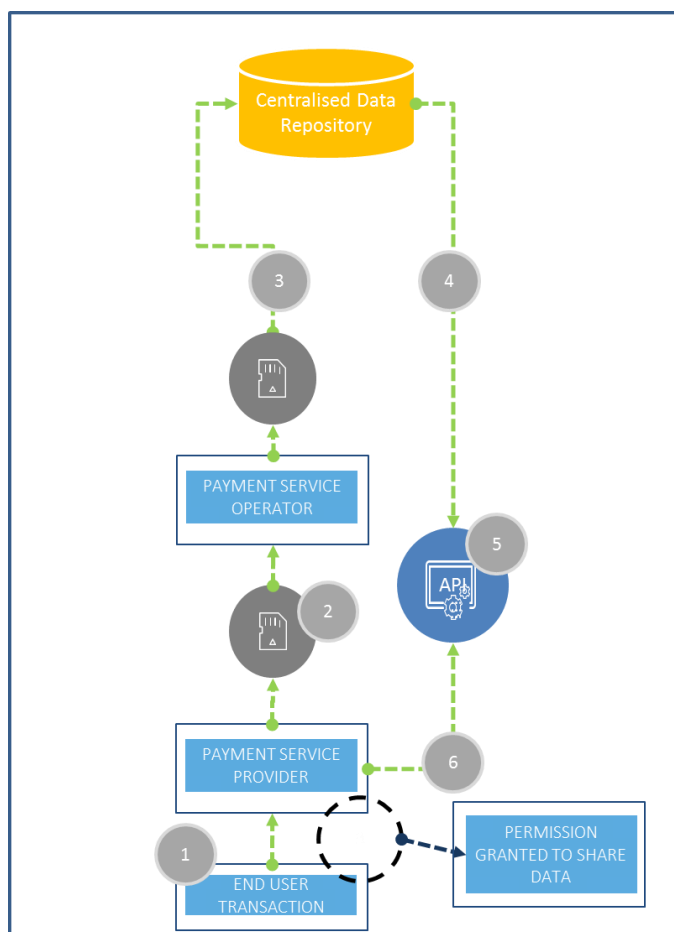 Centralised Data
Repository
3
4
PAYMENT SERVICE
OPERATOR
5
API
2
PAYMENT SERVICE
PROVIDER
6
1
PERMISSION
GRANTED TO SHARE
DATA
END USER
TRANSACTION